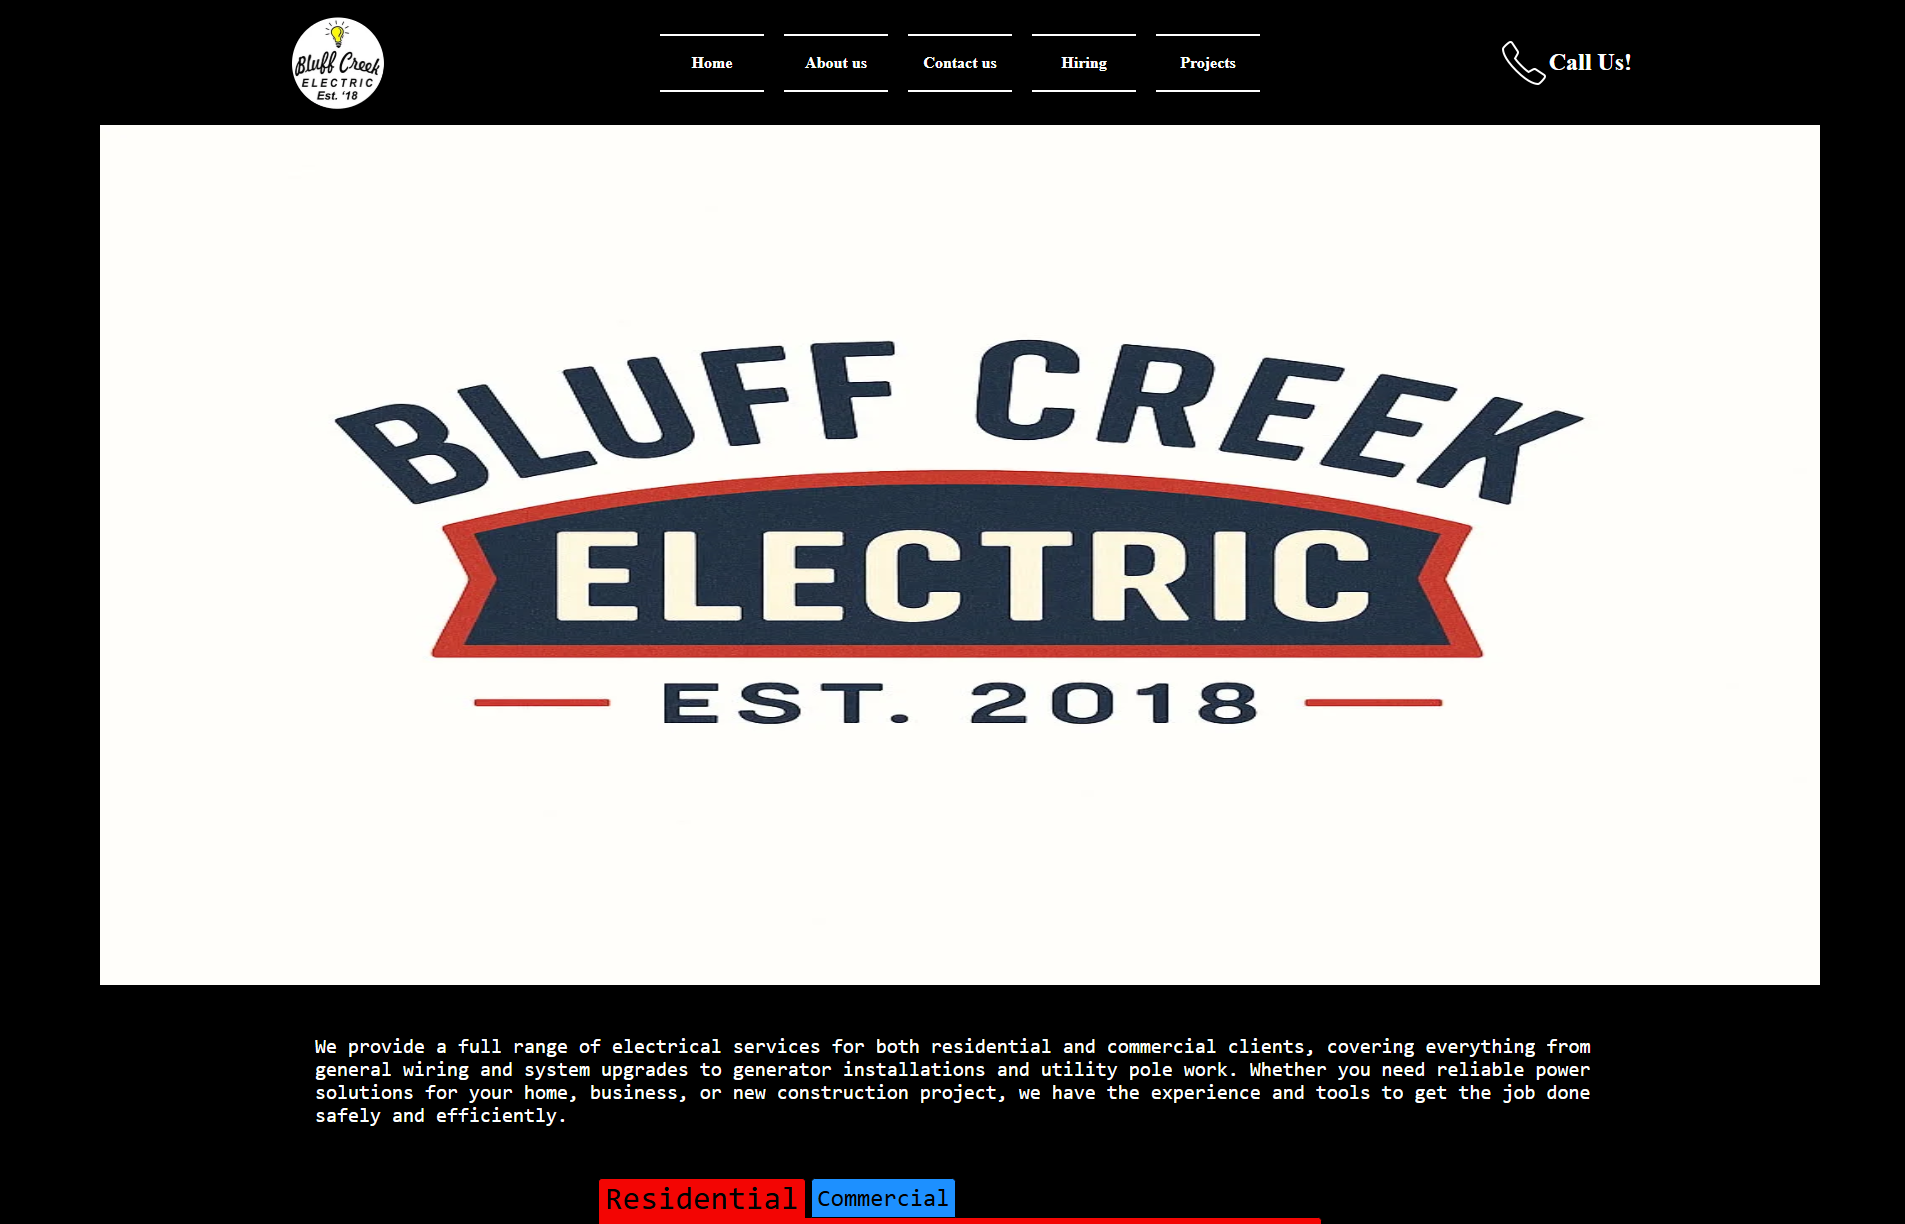 Bluff Creek
ELECTRIC
Est. '18
Home
About us
Contact us
Hiring
Projects
Call Us!
BLUFF CREEK
ELECTRIC
EST. 2018
We provide a full range of electrical services for both residential and commercial clients, covering everything from
general wiring and system upgrades to generator installations and utility pole work. Whether you need reliable power
solutions for your home, business, or new construction project, we have the experience and tools to get the job done
safely and efficiently.
Residential
Commercial